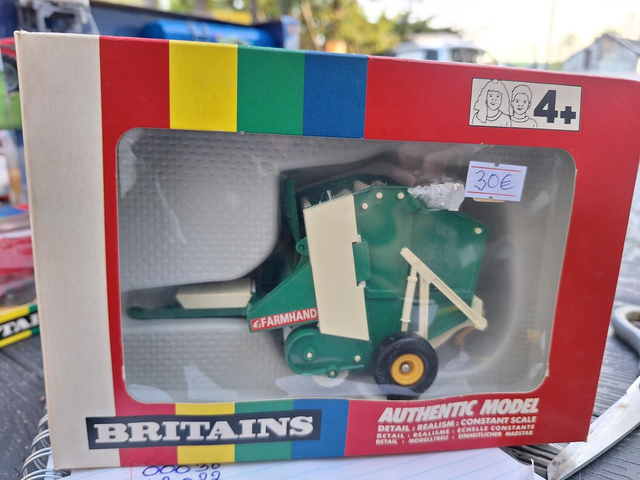 4+
30€
FARMHAND
BRITAINS
AUTHENTIC MODEL
DETAIL : REALISM : CONSTANT SCALE
DETAIL : REALISME : ECHELLE CONSTANTE
DETAIL : MODELLTREU : EINHEITLICHER MAßSTAB